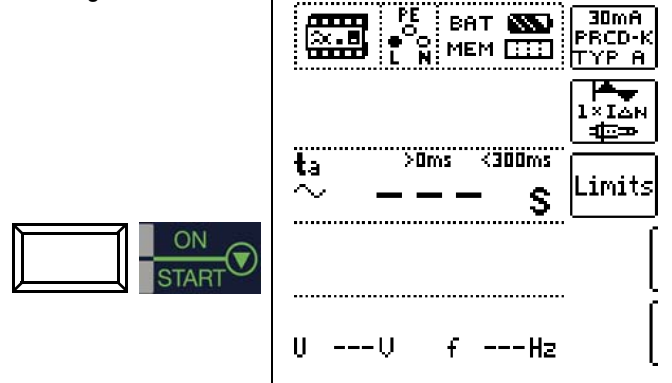 PE
BAT
L N
MEM
30mA
PRCD-K
TYP A
1×IΔN
ta >0ms <300ms
~ – – – s
Limits
ON
START
U ---V f ---Hz